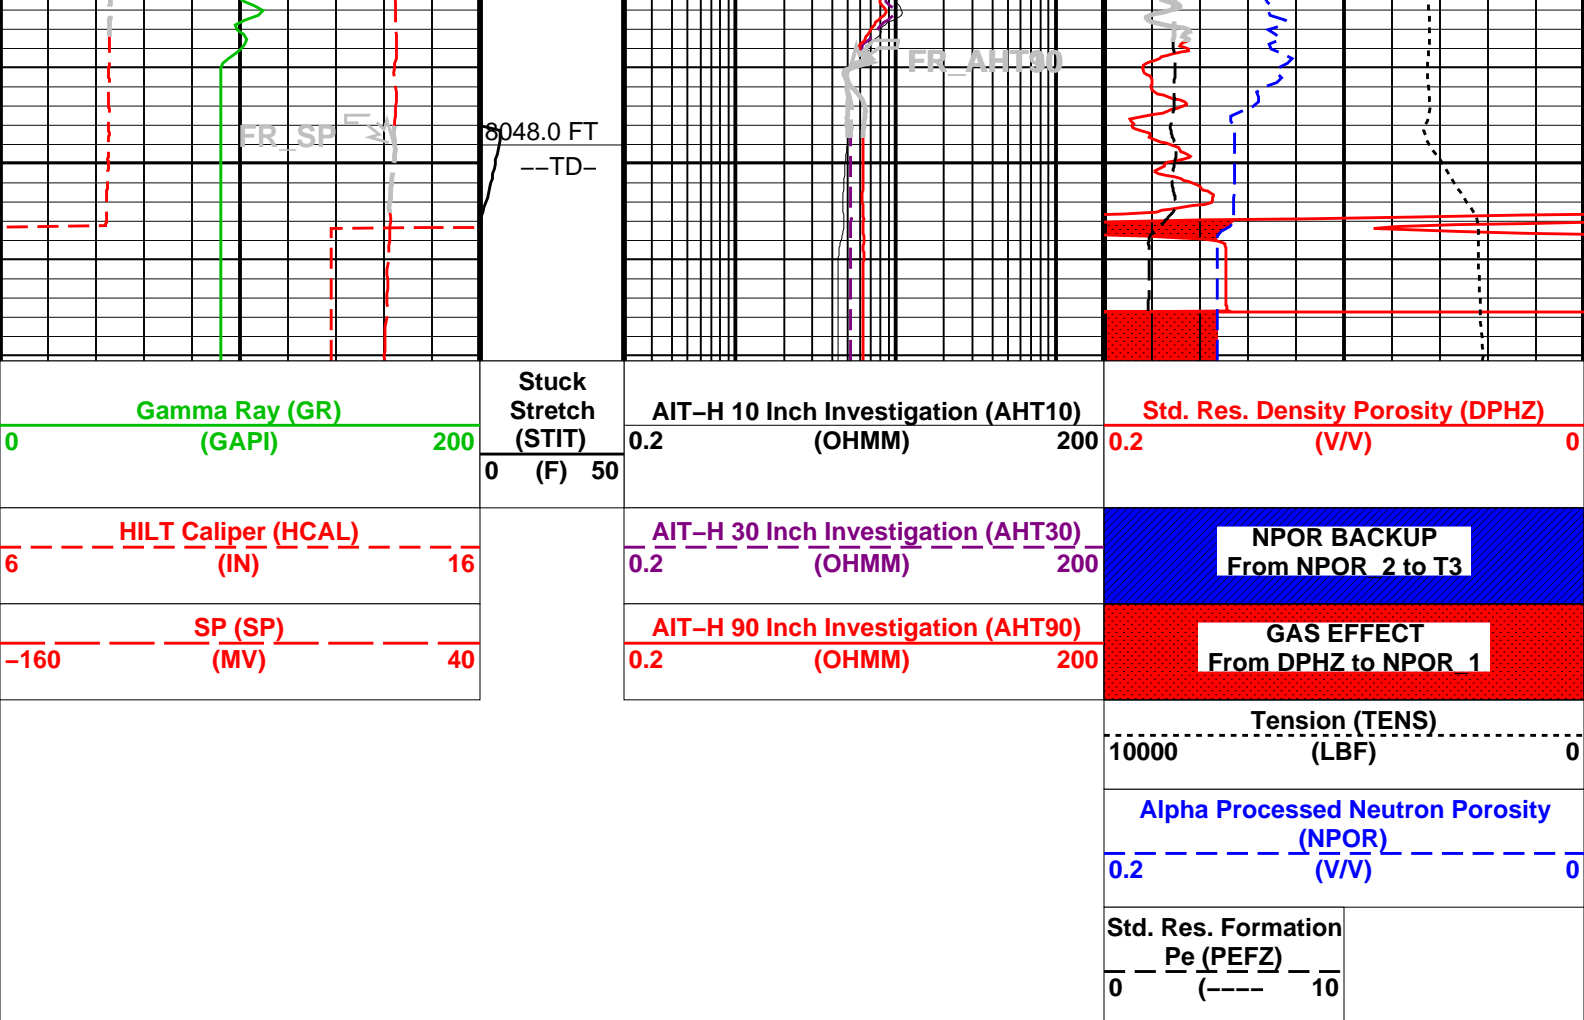 FR_AHT90
FR_SP
8048.0 FT
--TD-
Gamma Ray (GR)
0 (GAPI) 200
Stuck
Stretch
(STIT)
0 (F) 50
AIT-H 10 Inch Investigation (AHT10)
0.2 (OHMM) 200
Std. Res. Density Porosity (DPHZ)
0.2 (V/V) 0
HILT Caliper (HCAL)
6 (IN) 16
AIT-H 30 Inch Investigation (AHT30)
0.2 (OHMM) 200
NPOR BACKUP
From NPOR_2 to T3
SP (SP)
-160 (MV) 40
AIT-H 90 Inch Investigation (AHT90)
0.2 (OHMM) 200
GAS EFFECT
From DPHZ to NPOR_1
Tension (TENS)
10000 (LBF) 0
Alpha Processed Neutron Porosity
(NPOR)
0.2 (V/V) 0
Std. Res. Formation
Pe (PEFZ)
0 (---- 10